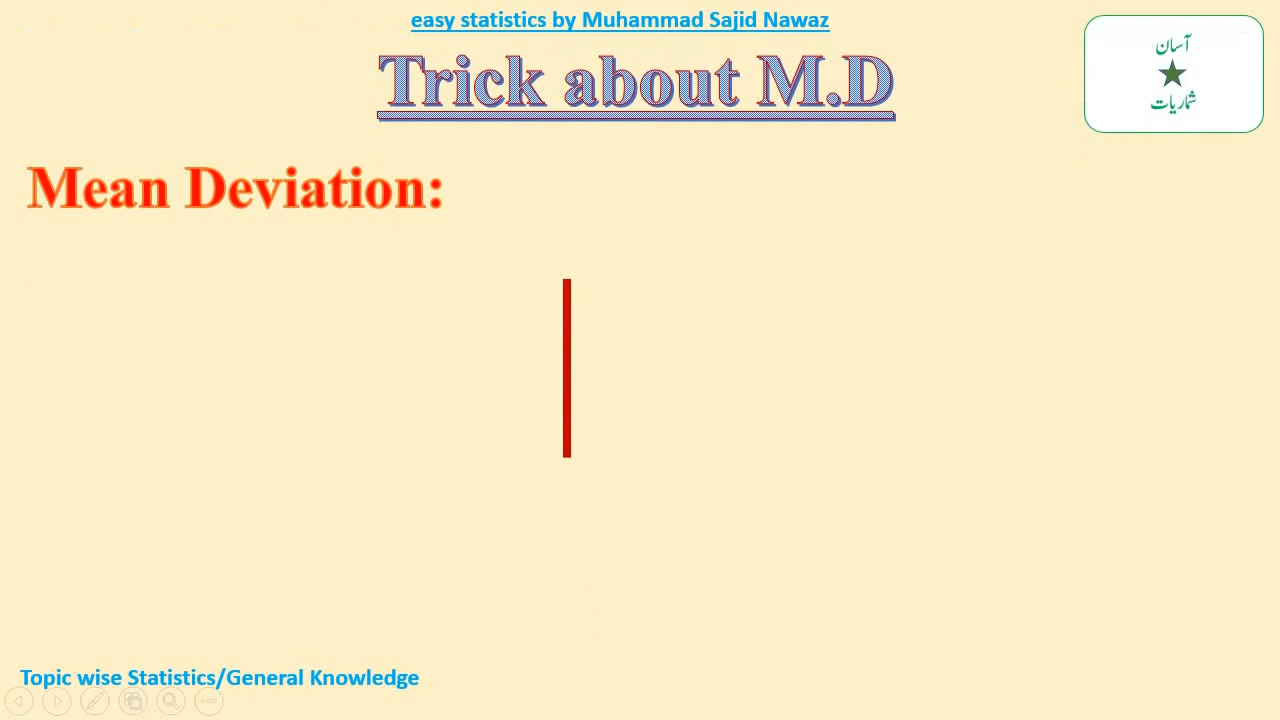 easy statistics by Muhammad Sajid Nawaz
Trick about M.D
آسان
شماریات
Mean Deviation:
Topic wise Statistics/General Knowledge